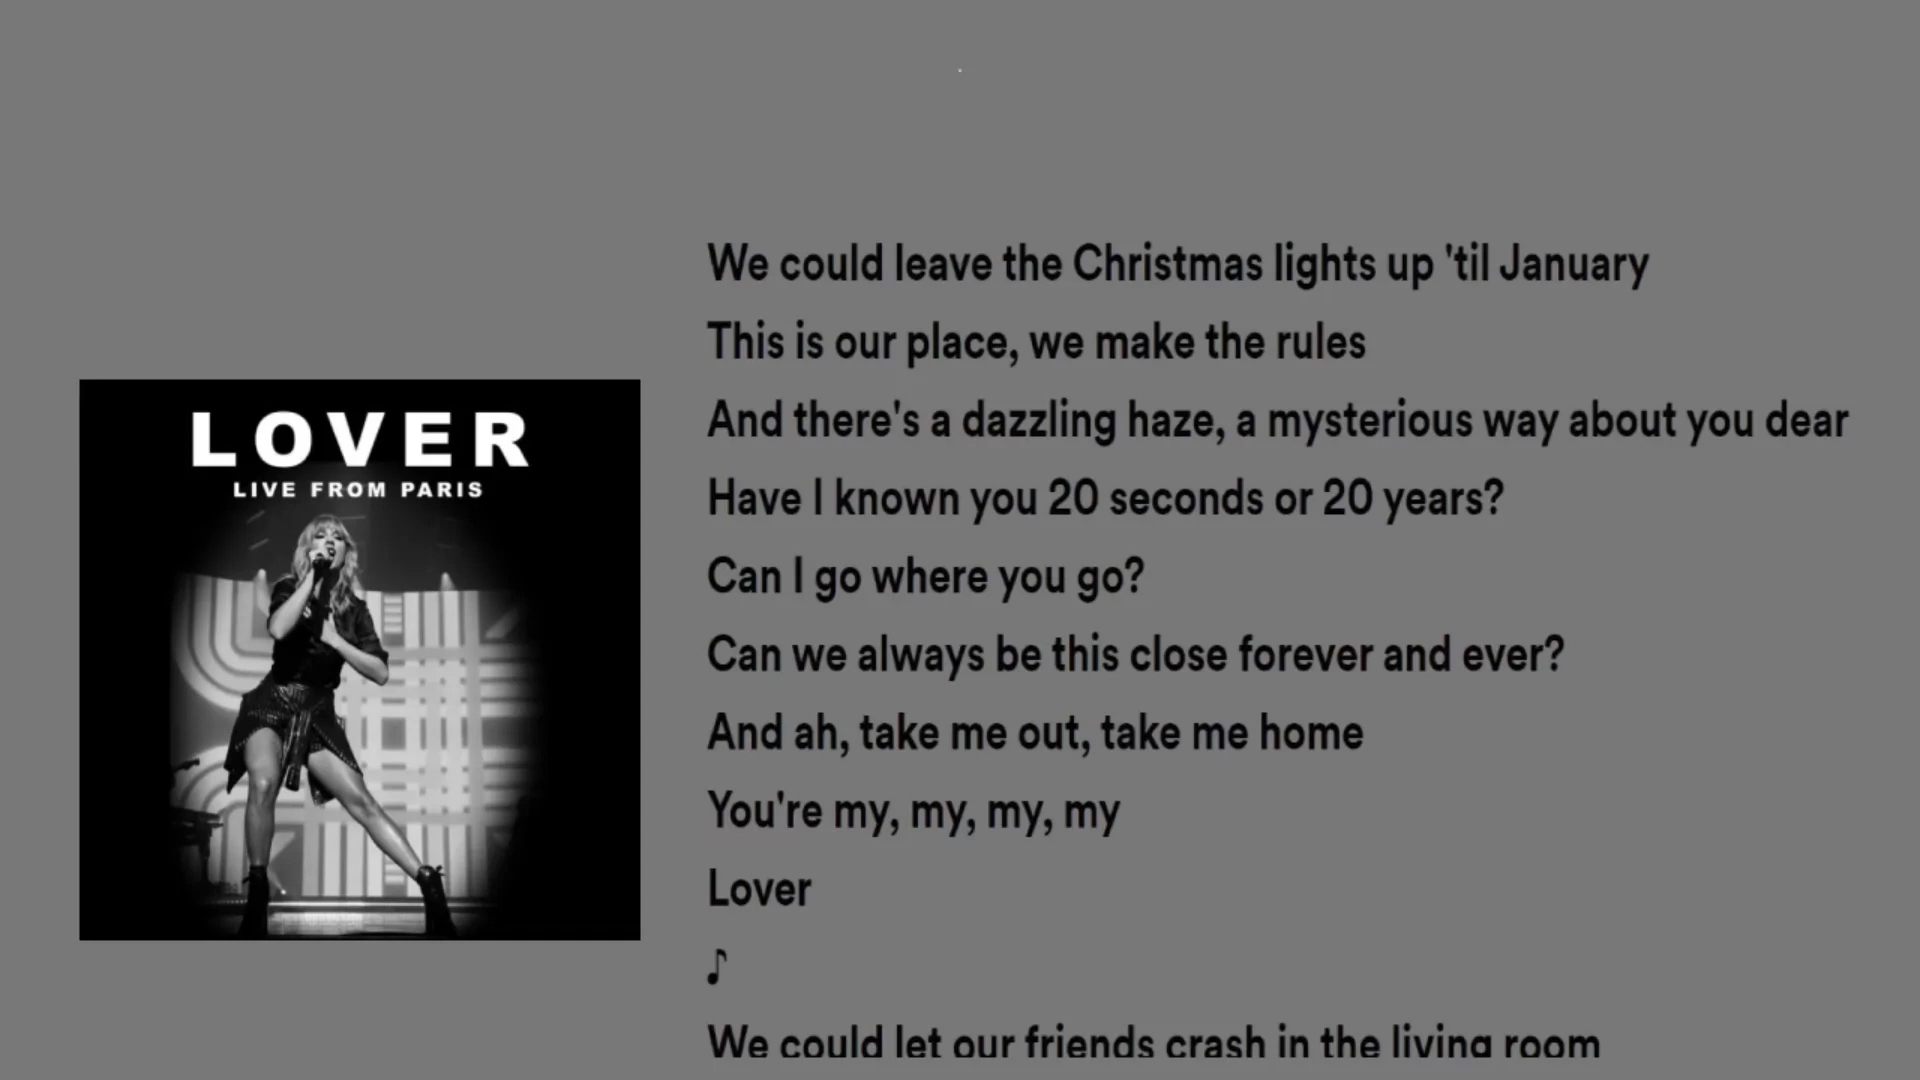 LOVER
LIVE FROM PARIS
We could leave the Christmas lights up 'til January
This is our place, we make the rules
And there's a dazzling haze, a mysterious way about you dear
Have I known you 20 seconds or 20 years?
Can I go where you go?
Can we always be this close forever and ever?
And ah, take me out, take me home
You're my, my, my, my
Lover
♪
We could let our friends crash in the living room